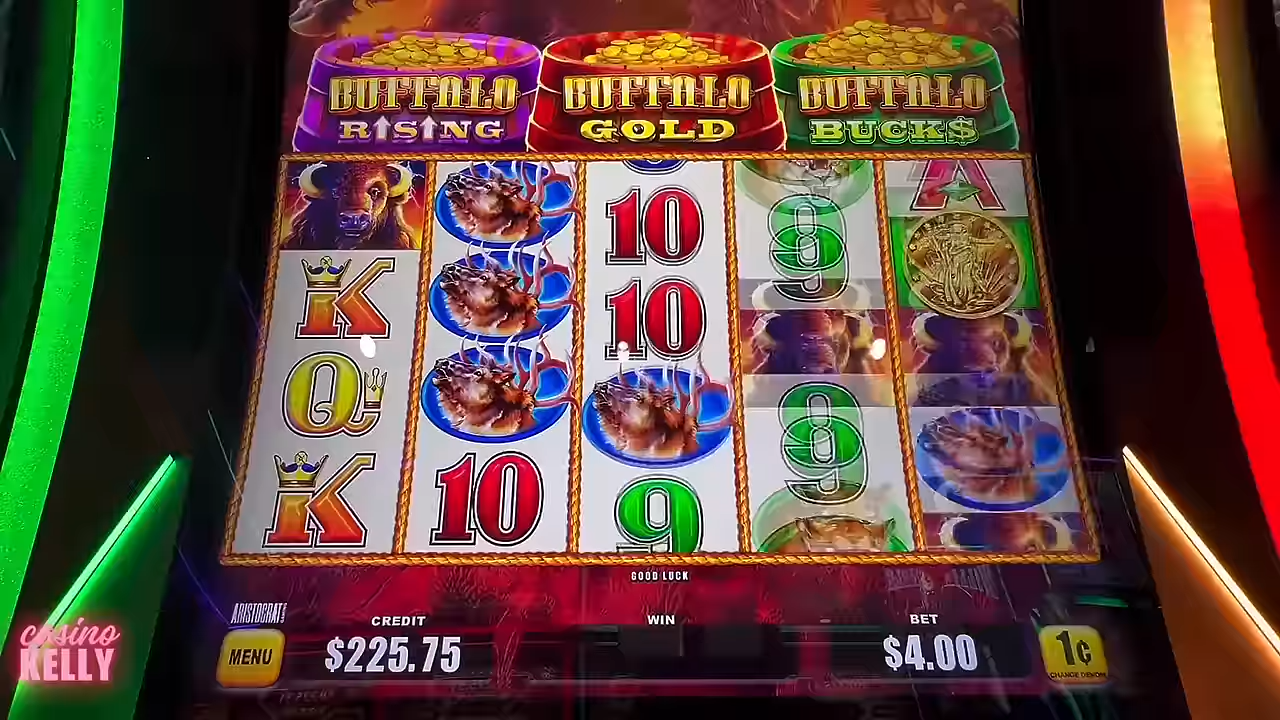 BUFFALO RISING
BUFFALO GOLD
BUFFALO BUCK$
10
9
A
K
10
Q
9
K
10
9
GOOD LUCK
ARISTOCRAT
CREDIT
WIN
BET
MENU
$225.75
$4.00
1¢
CHANGE DENOM
casino
KELLY